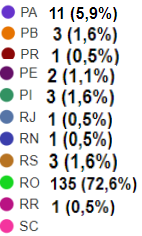 PA 11 (5,9%)
PB 3 (1,6%)
PR 1 (0,5%)
PE 2 (1,1%)
PI 3 (1,6%)
RJ 1 (0,5%)
RN 1 (0,5%)
RS 3 (1,6%)
RO 135 (72,6%)
RR 1 (0,5%)
SC